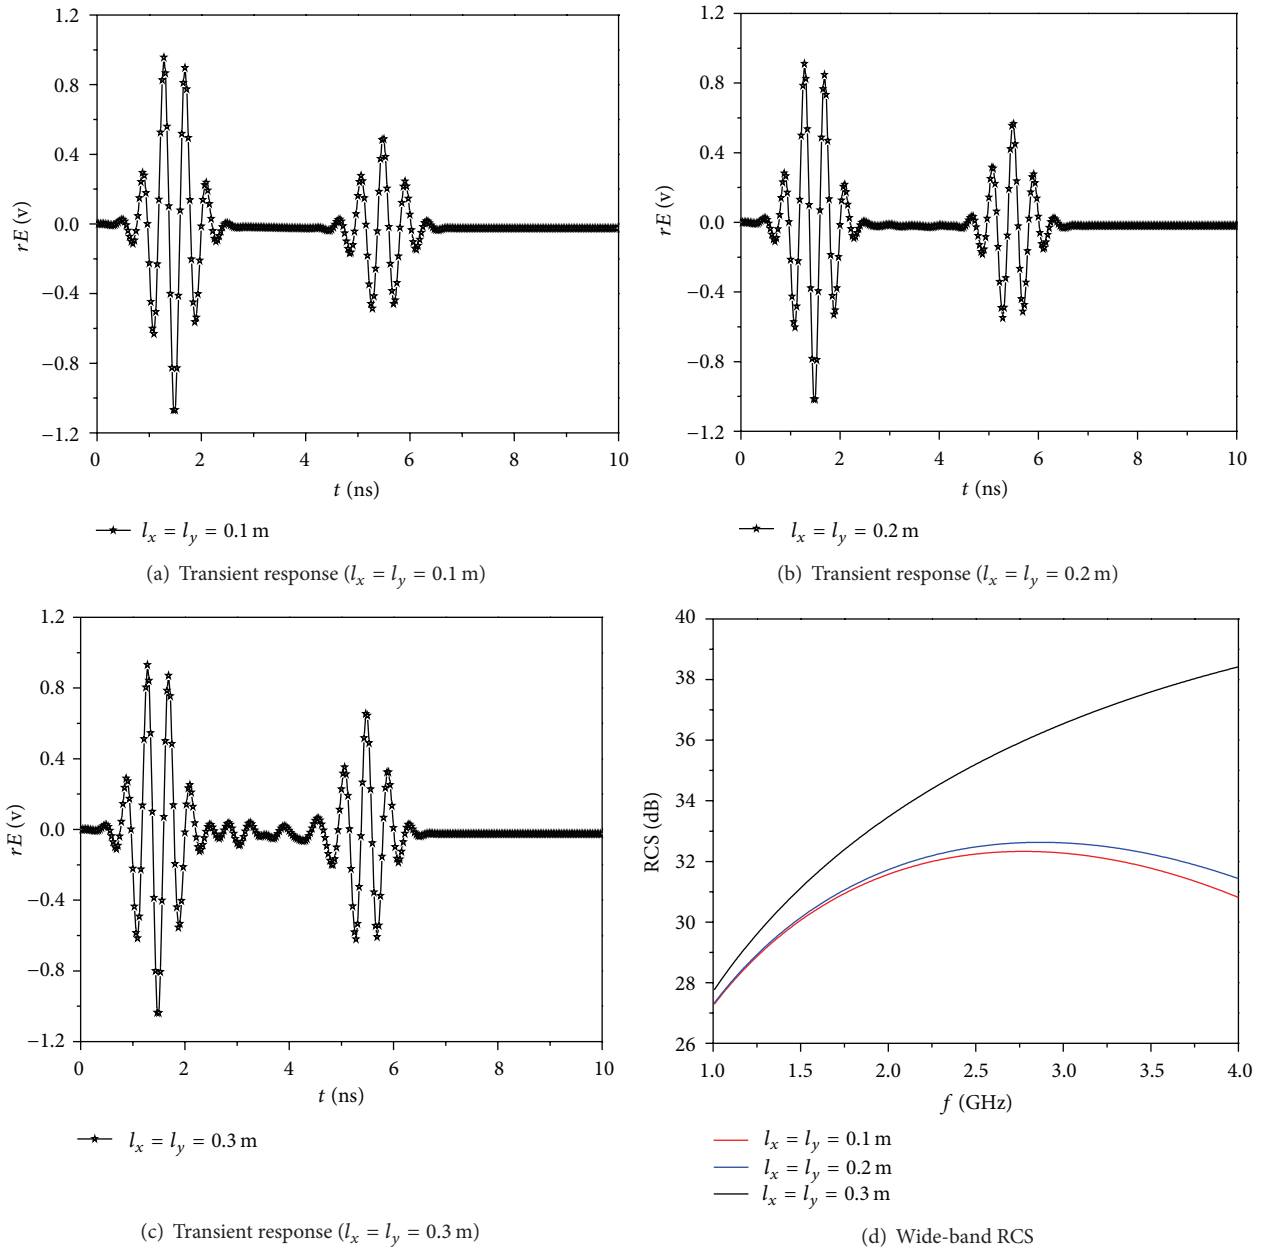 1.2
0.8
0.4
0.0
−0.4
−0.8
−1.2
rE (v)
0 2 4 6 8 10
t (ns)
l_x = l_y = 0.1 m
(a) Transient response (l_x = l_y = 0.1 m)
1.2
0.8
0.4
0.0
−0.4
−0.8
−1.2
rE (v)
0 2 4 6 8 10
t (ns)
l_x = l_y = 0.2 m
(b) Transient response (l_x = l_y = 0.2 m)
1.2
0.8
0.4
0.0
−0.4
−0.8
−1.2
rE (v)
0 2 4 6 8 10
t (ns)
l_x = l_y = 0.3 m
(c) Transient response (l_x = l_y = 0.3 m)
40
38
36
34
32
30
28
26
RCS (dB)
1.0 1.5 2.0 2.5 3.0 3.5 4.0
f (GHz)
l_x = l_y = 0.1 m
l_x = l_y = 0.2 m
l_x = l_y = 0.3 m
(d) Wide-band RCS